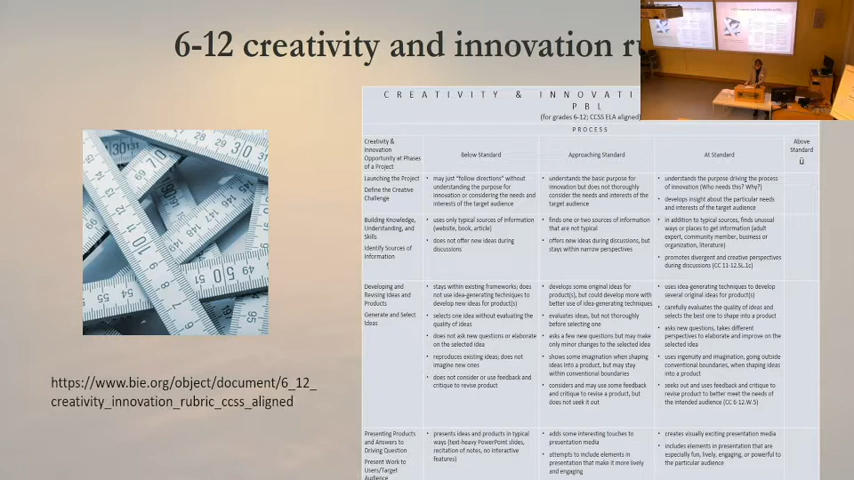 6-12 creativity and innovation ru
CREATIVITY & INNOVATI
PBL
(for grades 6-12; CCSS ELA aligned)
PROCESS
Creativity &
Innovation
Opportunity at Phases
of a Project
Below Standard
Approaching Standard
At Standard
Above
Standard
ü
Launching the Project
Define the Creative
Challenge
• may just "follow directions" without
understanding the purpose for
innovation or considering the needs and
interests of the target audience
• understands the basic purpose for
innovation but does not thoroughly
consider the needs and interests of the
target audience
• understands the purpose driving the process
of innovation (Who needs this? Why?)
• develops insight about the particular needs
and interests of the target audience
Building Knowledge,
Understanding, and
Skills
Identify Sources of
Information
• uses only typical sources of information
(website, book, article)
• does not offer new ideas during
discussions
• finds one or two sources of information
that are not typical
• offers new ideas during discussions, but
stays within narrow perspectives
• in addition to typical sources, finds unusual
ways or places to get information (adult
expert, community member, business or
organization, literature)
• promotes divergent and creative perspectives
during discussions (CC 11-12.SL.1c)
Developing and
Revising Ideas and
Products
Generate and Select
Ideas
• stays within existing frameworks; does
not use idea-generating techniques to
develop new ideas for product(s)
• selects one idea without evaluating the
quality of ideas
• does not ask new questions or elaborate
on the selected idea
• reproduces existing ideas; does not
imagine new ones
• does not consider or use feedback and
critique to revise product
• develops some original ideas for
product(s), but could develop more with
better use of idea-generating techniques
• evaluates ideas, but not thoroughly
before selecting one
• asks a few new questions but may make
only minor changes to the selected idea
• shows some imagination when shaping
ideas into a product, but may stay
within conventional boundaries
• considers and may use some feedback
and critique to revise a product, but
does not seek it out
• uses idea-generating techniques to develop
several original ideas for product(s)
• carefully evaluates the quality of ideas and
selects the best one to shape into a product
• asks new questions, takes different
perspectives to elaborate and improve on the
selected idea
• uses ingenuity and imagination, going outside
conventional boundaries, when shaping ideas
into a product
• seeks out and uses feedback and critique to
revise product to better meet the needs of
the intended audience (CC 6-12.W.5)
Presenting Products
and Answers to
Driving Question
Present Work to
Users/Target
Audience
• presents ideas and products in typical
ways (text-heavy PowerPoint slides,
recitation of notes, no interactive
features)
• adds some interesting touches to
presentation media
• attempts to include elements in
presentation that make it more lively
and engaging
• creates visually exciting presentation media
• includes elements in presentation that are
especially fun, lively, engaging, or powerful to
the particular audience
https://www.bie.org/object/document/6_12_
creativity_innovation_rubric_ccss_aligned